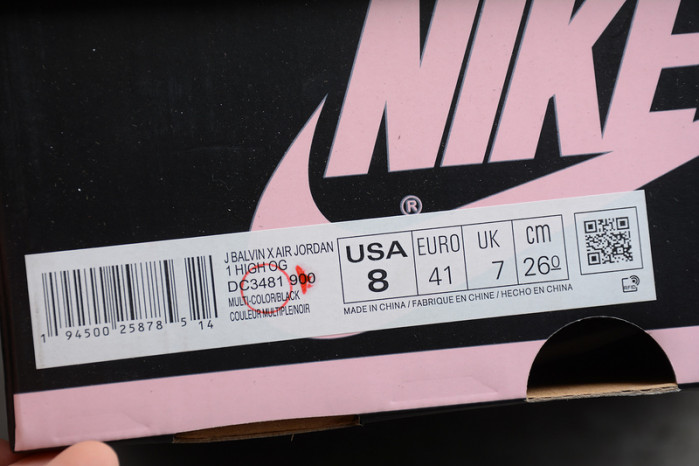 NIKE
®
J BALVIN X AIR JORDAN
1 HIGH OG
DC3481 900
MULTI-COLOR/BLACK
COULEUR MULTIPLE/NOIR
1 94500 25878 5 14
USA
8
EURO
41
UK
7
cm
26.0
MADE IN CHINA / FABRIQUE EN CHINE / HECHO EN CHINA